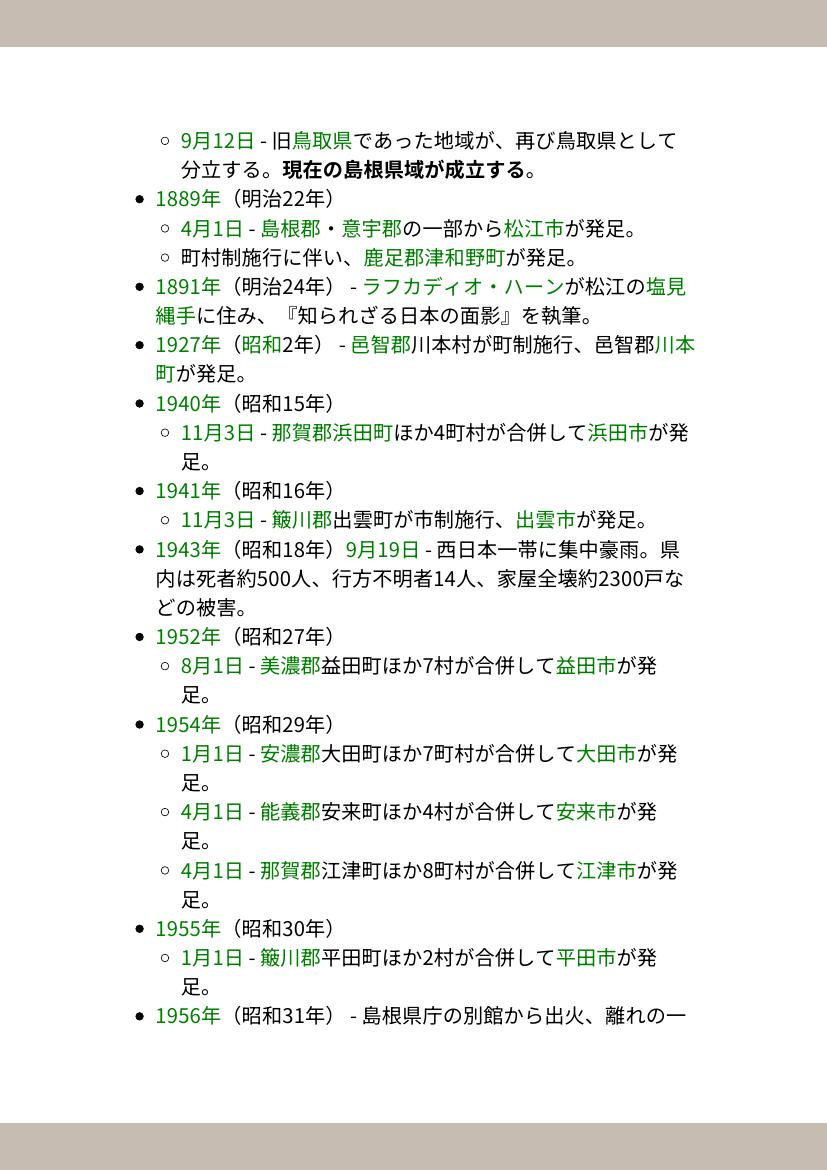 9月12日 - 旧鳥取県であった地域が、再び鳥取県として
分立する。現在の島根県域が成立する。
1889年（明治22年）
4月1日 - 島根郡・意宇郡の一部から松江市が発足。
町村制施行に伴い、鹿足郡津和野町が発足。
1891年（明治24年） - ラフカディオ・ハーンが松江の塩見
縄手に住み、『知られざる日本の面影』を執筆。
1927年（昭和2年） - 邑智郡川本村が町制施行、邑智郡川本
町が発足。
1940年（昭和15年）
11月3日 - 那賀郡浜田町ほか4町村が合併して浜田市が発
足。
1941年（昭和16年）
11月3日 - 簸川郡出雲町が市制施行、出雲市が発足。
1943年（昭和18年）9月19日 - 西日本一帯に集中豪雨。県
内は死者約500人、行方不明者14人、家屋全壊約2300戸な
どの被害。
1952年（昭和27年）
8月1日 - 美濃郡益田町ほか7村が合併して益田市が発
足。
1954年（昭和29年）
1月1日 - 安濃郡大田町ほか7町村が合併して大田市が発
足。
4月1日 - 能義郡安来町ほか4村が合併して安来市が発
足。
4月1日 - 那賀郡江津町ほか8町村が合併して江津市が発
足。
1955年（昭和30年）
1月1日 - 簸川郡平田町ほか2村が合併して平田市が発
足。
1956年（昭和31年） - 島根県庁の別館から出火、離れの一